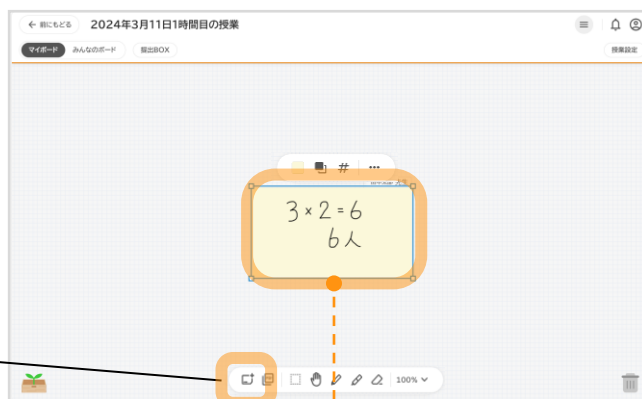 ← 前にもどる 2024年3月11日1時間目の授業
マイボード みんなのボード 提出BOX 授業設定
3×2=6
6人
100%